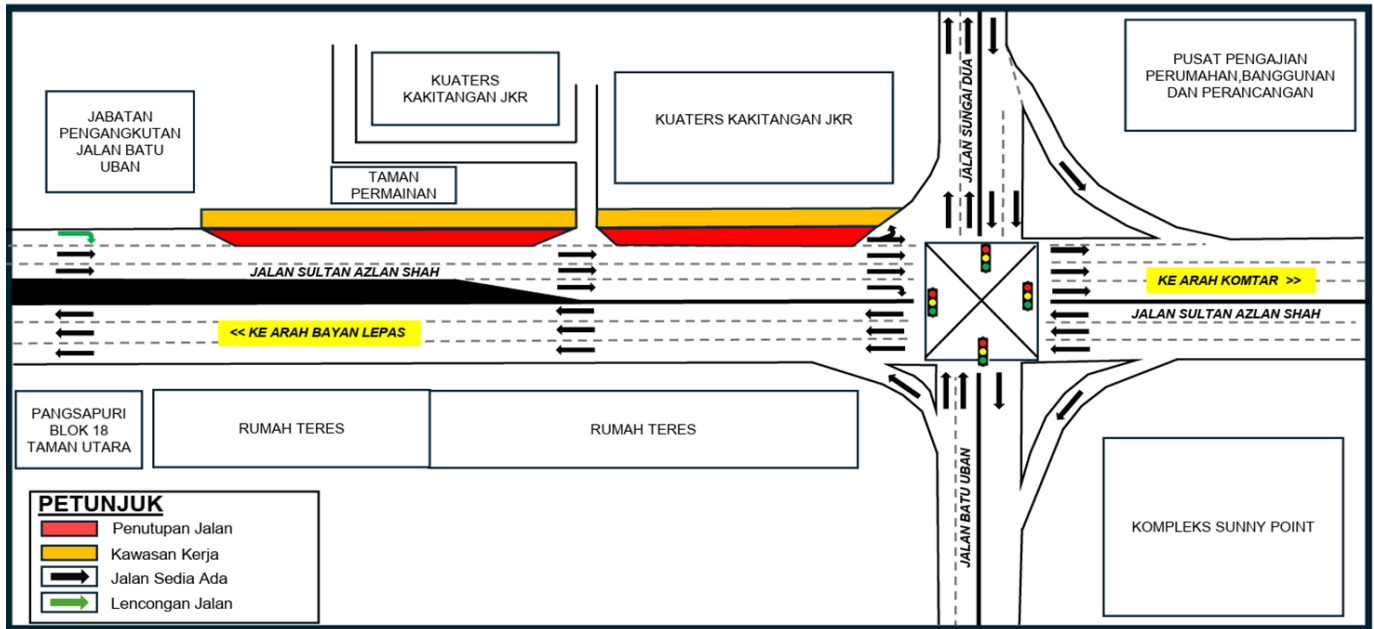 JABATAN
PENGANGKUTAN
JALAN BATU
UBAN
KUATERS
KAKITANGAN JKR
KUATERS KAKITANGAN JKR
TAMAN
PERMAINAN
JALAN SUNGAI DUA
PUSAT PENGAJIAN
PERUMAHAN,BANGGUNAN
DAN PERANCANGAN
JALAN SULTAN AZLAN SHAH
KE ARAH KOMTAR >>
<< KE ARAH BAYAN LEPAS
JALAN SULTAN AZLAN SHAH
PANGSAPURI
BLOK 18
TAMAN UTARA
RUMAH TERES
RUMAH TERES
JALAN BATU UBAN
KOMPLEKS SUNNY POINT
PETUNJUK
Penutupan Jalan
Kawasan Kerja
Jalan Sedia Ada
Lencongan Jalan